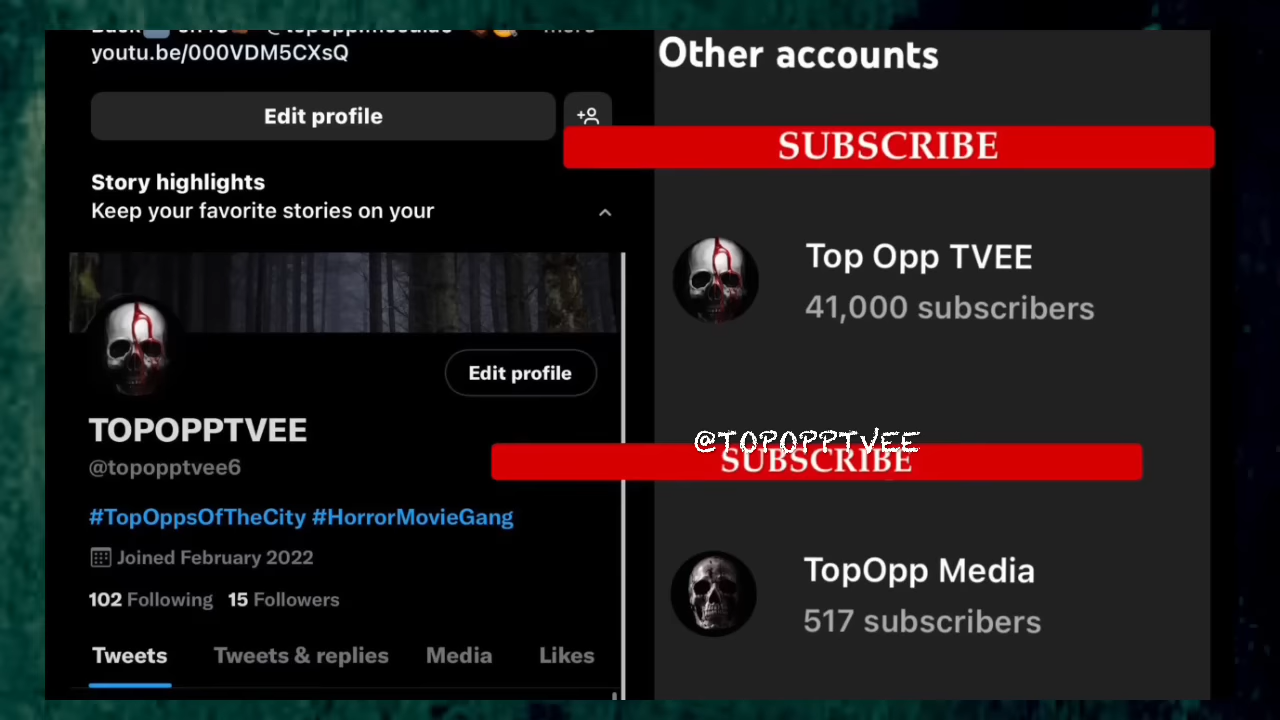 youtu.be/000VDM5CXsQ
Edit profile
Story highlights
Keep your favorite stories on your
Edit profile
TOPOPPTVEE
@topopptvee6
#TopOppsOfTheCity #HorrorMovieGang
Joined February 2022
102 Following 15 Followers
Tweets Tweets & replies Media Likes
Other accounts
SUBSCRIBE
Top Opp TVEE
41,000 subscribers
@TOPOPPTVEE
SUBSCRIBE
TopOpp Media
517 subscribers